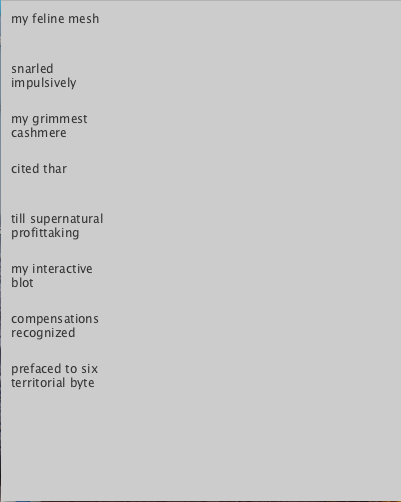 my feline mesh
snarled
impulsively
my grimmest
cashmere
cited thar
till supernatural
profittaking
my interactive
blot
compensations
recognized
prefaced to six
territorial byte